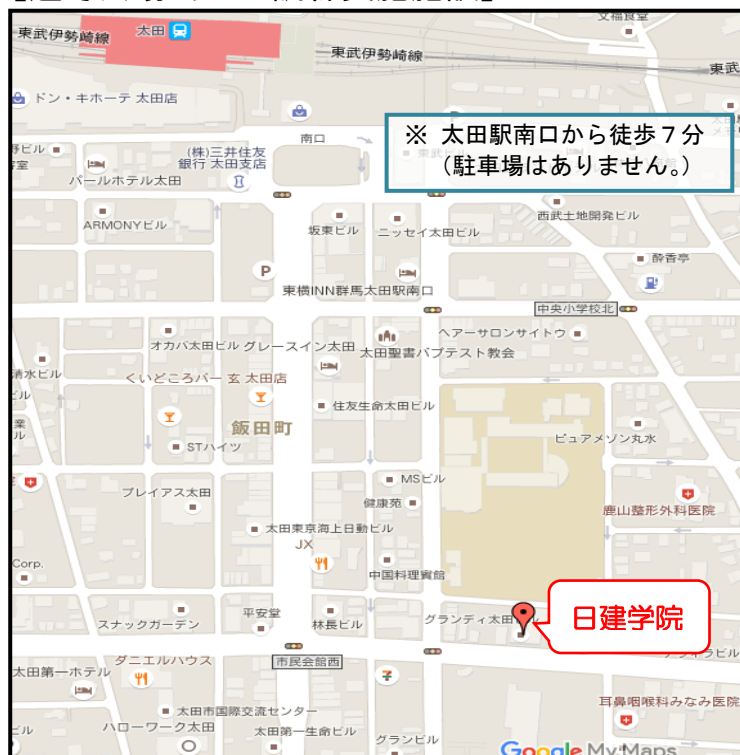 文福食堂
東武伊勢崎線
太田
東武伊勢崎線
東武
ドン・キホーテ 太田店
※ 太田駅南口から徒歩７分
（駐車場はありません。）
南口
(株)三井住友
銀行 太田支店
パールホテル太田
ARMONYビル
坂東ビル
ニッセイ太田ビル
西武土地開発ビル
酔香亭
P
東横INN群馬太田駅南口
中央小学校北
ヘアーサロンサイトウ
オカバ太田ビル
グレースイン太田
太田聖書バプテスト教会
清水ビル
くいどころバー 玄 太田店
住友生命太田ビル
飯田町
STハイツ
ピュアメゾン丸水
MSビル
プレイアス太田
健康苑
鹿山整形外科医院
太田東京海上日動ビル
JX
Corp.
中国料理賓館
日建学院
スナックガーデン
平安堂
林長ビル
グランディ太田
市民会館西
太田第一ホテル
ダニエルハウス
太田市国際交流センター
耳鼻咽喉科みなみ医院
ハローワーク太田
太田第一生命ビル
グランビル
Google My Maps